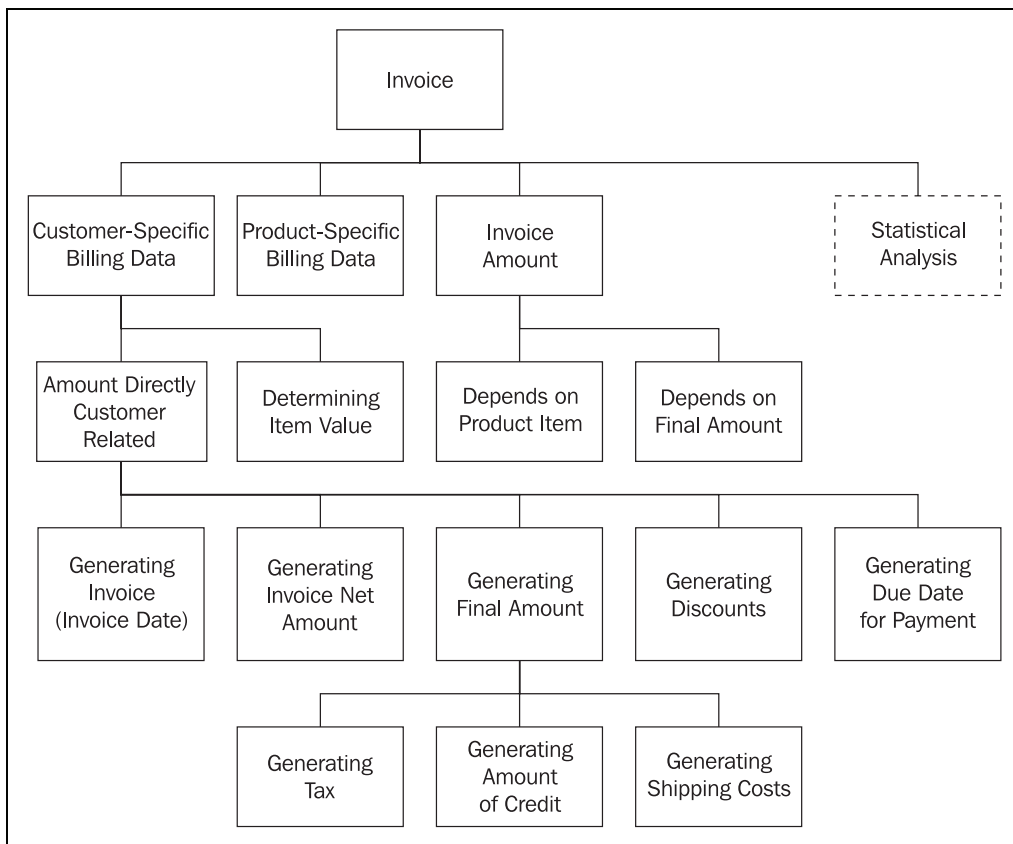 Invoice
Customer-Specific
Billing Data
Product-Specific
Billing Data
Invoice
Amount
Statistical
Analysis
Amount Directly
Customer
Related
Determining
Item Value
Depends on
Product Item
Depends on
Final Amount
Generating
Invoice
(Invoice Date)
Generating
Invoice Net
Amount
Generating
Final Amount
Generating
Discounts
Generating
Due Date
for Payment
Generating
Tax
Generating
Amount
of Credit
Generating
Shipping Costs